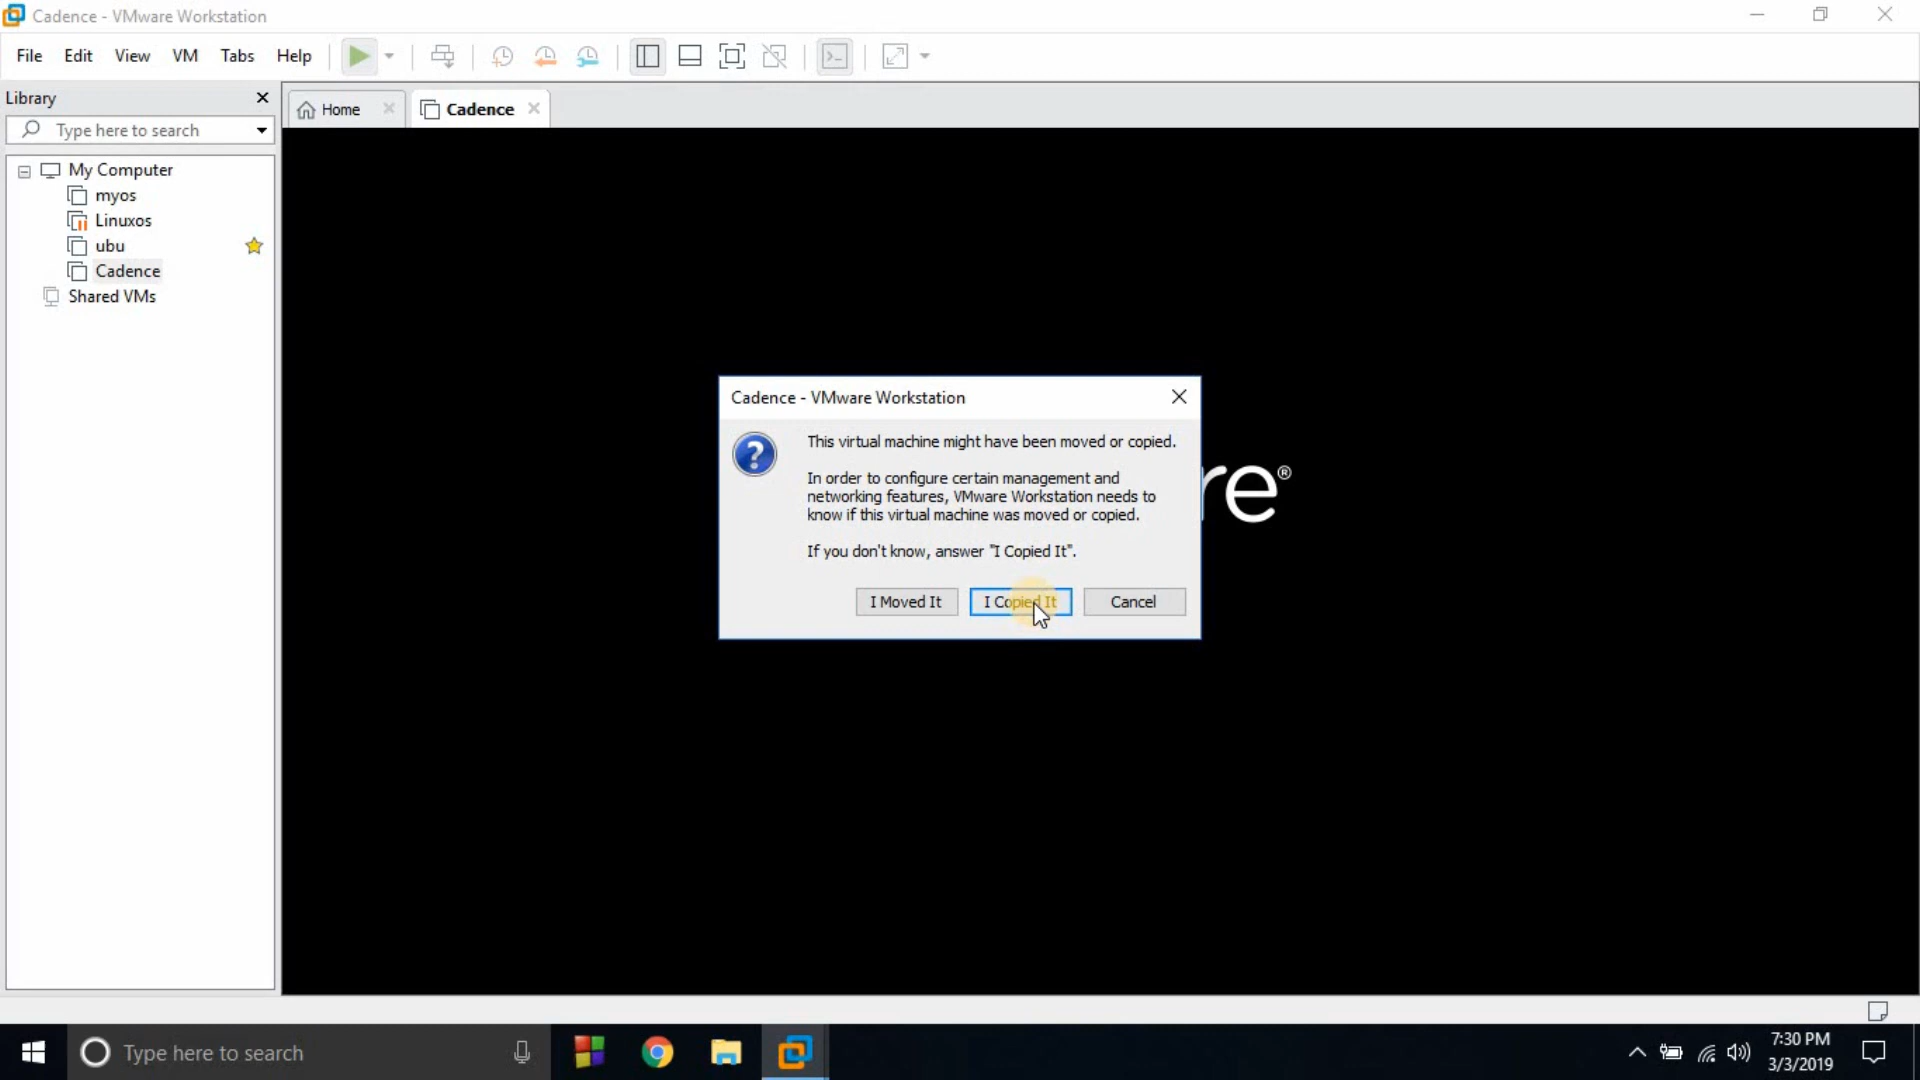 Cadence - VMware Workstation
File Edit View VM Tabs Help
Library
Home
Cadence
Type here to search
My Computer
myos
Linuxos
ubu
Cadence
Shared VMs
Cadence - VMware Workstation
This virtual machine might have been moved or copied.
In order to configure certain management and
networking features, VMware Workstation needs to
know if this virtual machine was moved or copied.
If you don't know, answer "I Copied It".
I Moved It
I Copied It
Cancel
re®
Type here to search
7:30 PM
3/3/2019